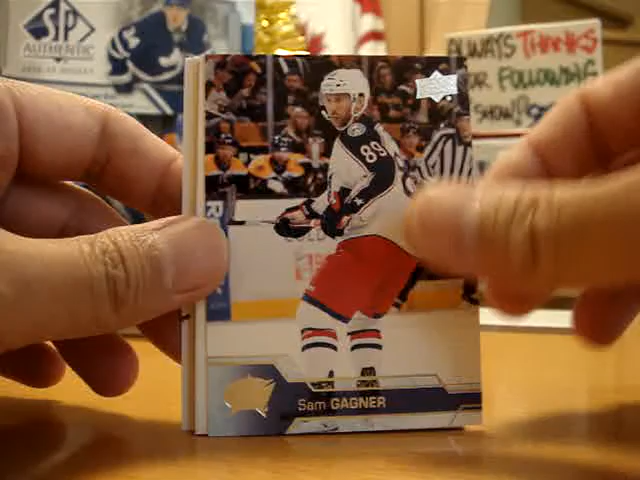 SP
AUTHENTIC
ALWAYS THANKS
FOR FOLLOWING
SHOW!!
89
Sam GAGNER